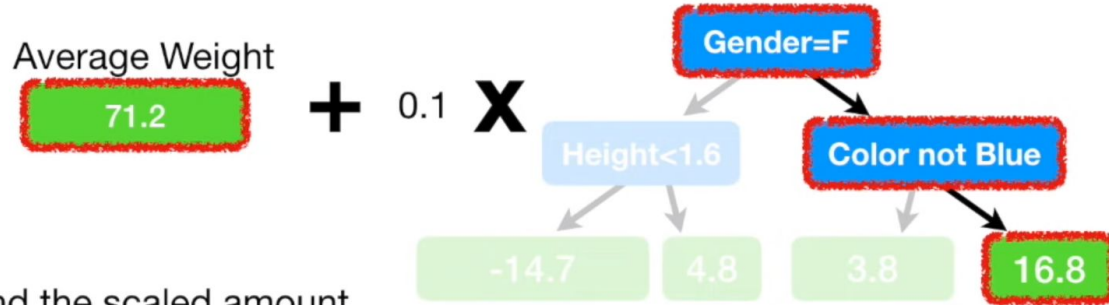 Gender=F
Average Weight
71.2 + 0.1 X
Height<1.6 Color not Blue
-14.7 4.8 3.8 16.8
nd the scaled amount